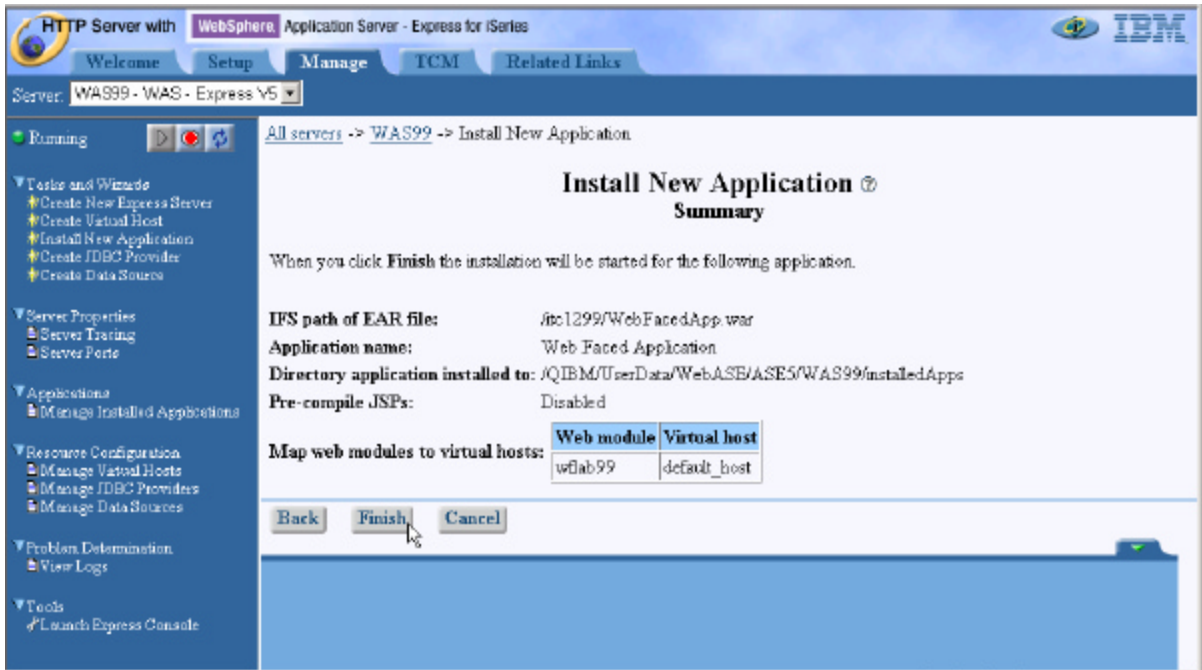 HTTP Server with WebSphere. Application Server - Express for iSeries
IBM
Welcome Setup Manage TCM Related Links
Server: WAS99 - WAS - Express V5
Running
Tasks and Wizards
Create New Express Server
Create Virtual Host
Install New Application
Create JDBC Provider
Create Data Source
Server Properties
Server Tracing
Server Ports
Applications
Manage Installed Applications
Resource Configuration
Manage Virtual Hosts
Manage JDBC Providers
Manage Data Sources
Problem Determination
View Logs
Tools
Launch Express Console
All servers -> WAS99 -> Install New Application
Install New Application ?
Summary
When you click Finish the installation will be started for the following application.
IFS path of EAR file: /itc1299/WebFacedApp.war
Application name: Web Faced Application
Directory application installed to: /QIBM/UserData/WebASE/ASE5/WAS99/installedApps
Pre-compile JSPs: Disabled
Map web modules to virtual hosts:
Web module Virtual host
wflab99 default_host
Back Finish Cancel